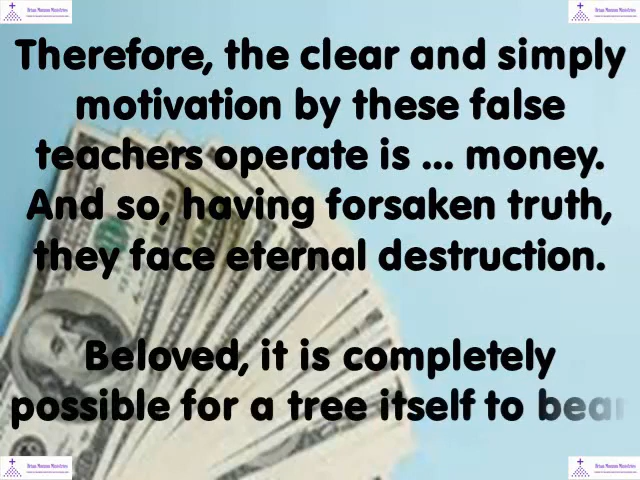 Therefore, the clear and simply
motivation by these false
teachers operate is ... money.
And so, having forsaken truth,
they face eternal destruction.
Beloved, it is completely
possible for a tree itself to bear